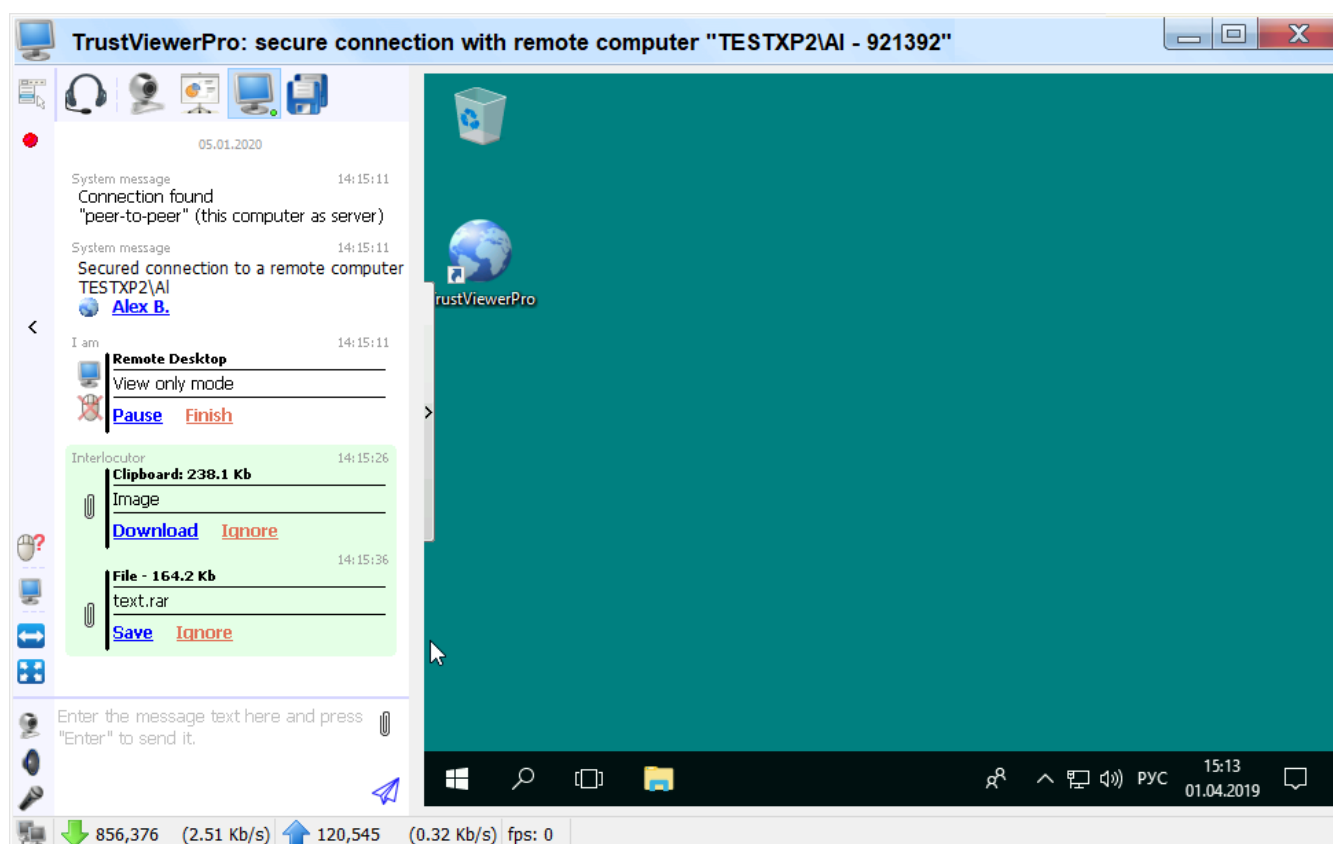 TrustViewerPro: secure connection with remote computer "TESTXP2\Al - 921392"
05.01.2020
System message 14:15:11
Connection found
"peer-to-peer" (this computer as server)
System message 14:15:11
Secured connection to a remote computer
TESTXP2\Al
Alex B.
I am 14:15:11
Remote Desktop
View only mode
Pause Finish
Interlocutor 14:15:26
Clipboard: 238.1 Kb
Image
Download Ignore
14:15:36
File - 164.2 Kb
text.rar
Save Ignore
Enter the message text here and press
"Enter" to send it.
rustViewerPro
РУС
15:13
01.04.2019
856,376 (2.51 Kb/s) 120,545 (0.32 Kb/s) fps: 0